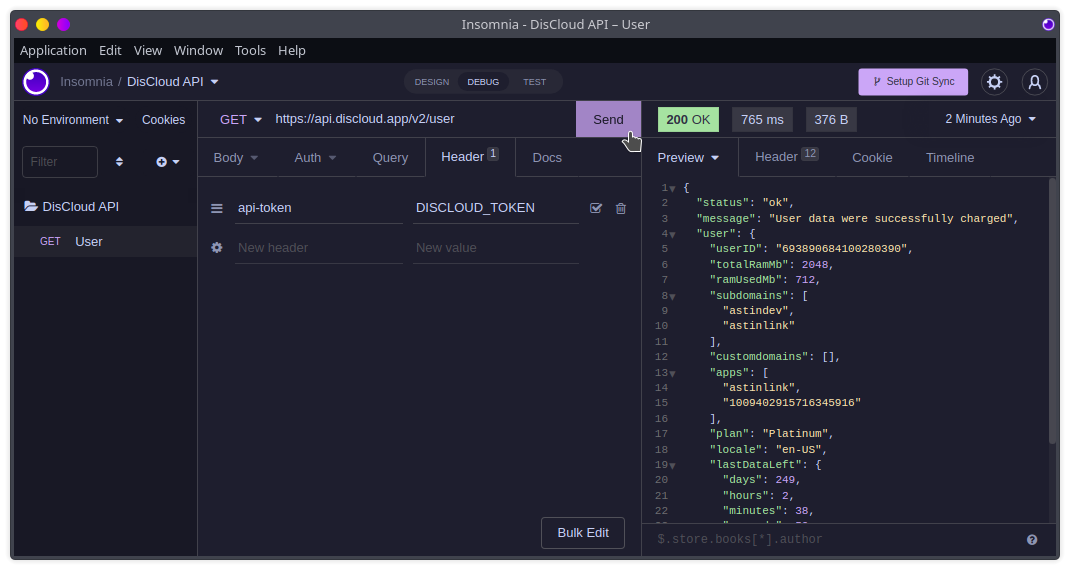 Insomnia - DisCloud API – User
Application Edit View Window Tools Help
Insomnia / DisCloud API
DESIGN DEBUG TEST
Setup Git Sync
No Environment Cookies
GET https://api.discloud.app/v2/user Send
200 OK 765 ms 376 B 2 Minutes Ago
Filter
Body Auth Query Header 1 Docs
Preview Header 12 Cookie Timeline
DisCloud API
GET User
api-token DISCLOUD_TOKEN
New header New value
Bulk Edit
1 {
2 "status": "ok",
3 "message": "User data were successfully charged",
4 "user": {
5 "userID": "693890684100280390",
6 "totalRamMb": 2048,
7 "ramUsedMb": 712,
8 "subdomains": [
9 "astindev",
10 "astinlink"
11 ],
12 "customdomains": [],
13 "apps": [
14 "astinlink",
15 "1009402915716345916"
16 ],
17 "plan": "Platinum",
18 "locale": "en-US",
19 "lastDataLeft": {
20 "days": 249,
21 "hours": 2,
22 "minutes": 38,
$.store.books[*].author